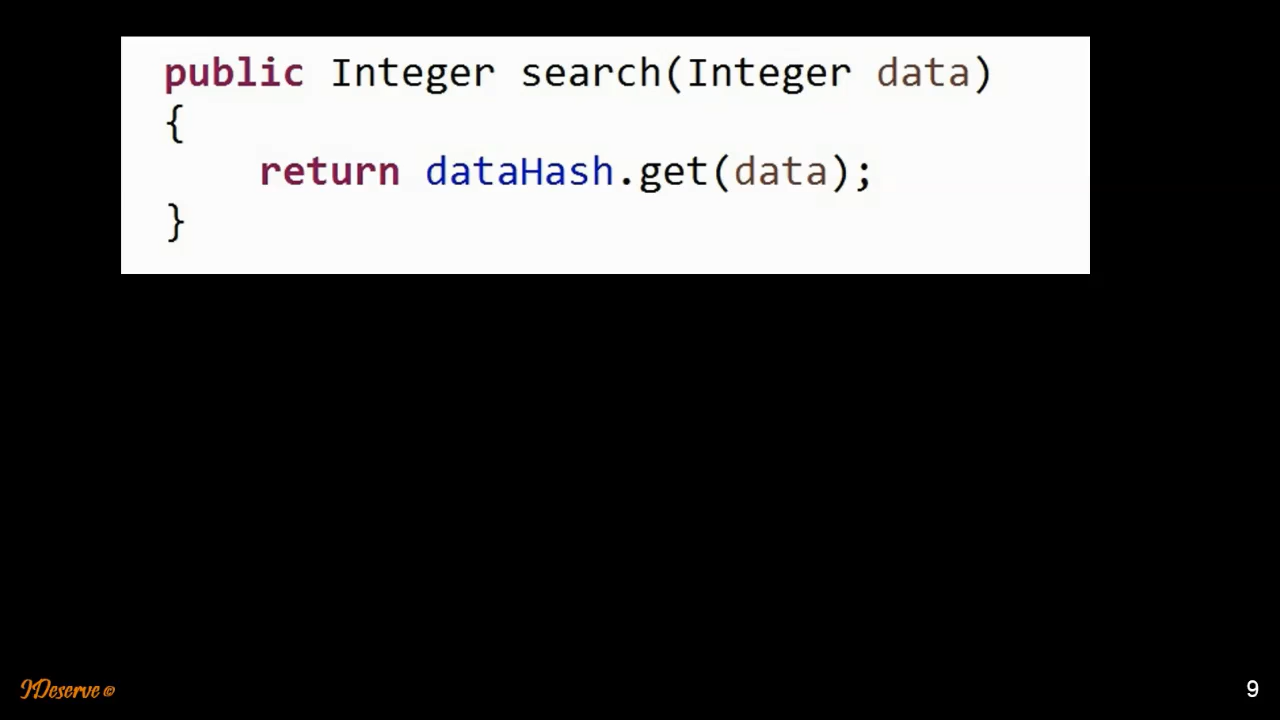 public Integer search(Integer data)
{
    return dataHash.get(data);
}
IDeserve ©
9